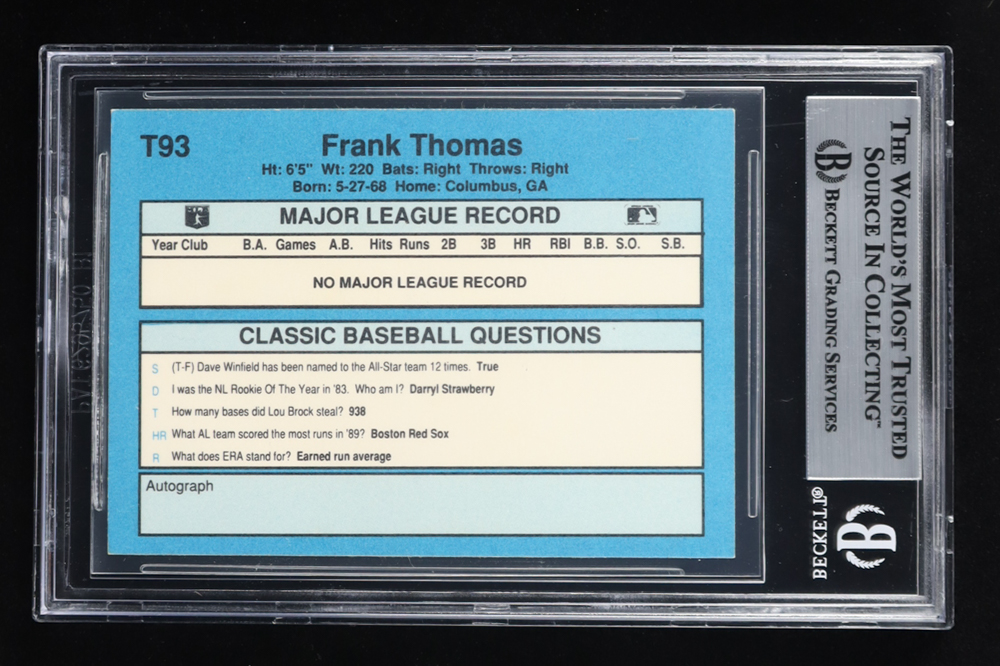 T93
Frank Thomas
Ht: 6'5" Wt: 220 Bats: Right Throws: Right
Born: 5-27-68 Home: Columbus, GA
MAJOR LEAGUE RECORD
Year Club B.A. Games A.B. Hits Runs 2B 3B HR RBI B.B. S.O. S.B.
NO MAJOR LEAGUE RECORD
CLASSIC BASEBALL QUESTIONS
S (T-F) Dave Winfield has been named to the All-Star team 12 times. True
D I was the NL Rookie Of The Year in '83. Who am I? Darryl Strawberry
T How many bases did Lou Brock steal? 938
HR What AL team scored the most runs in '89? Boston Red Sox
R What does ERA stand for? Earned run average
Autograph
THE WORLD'S MOST TRUSTED
SOURCE IN COLLECTING™
B BECKETT GRADING SERVICES
BECKETT®
B